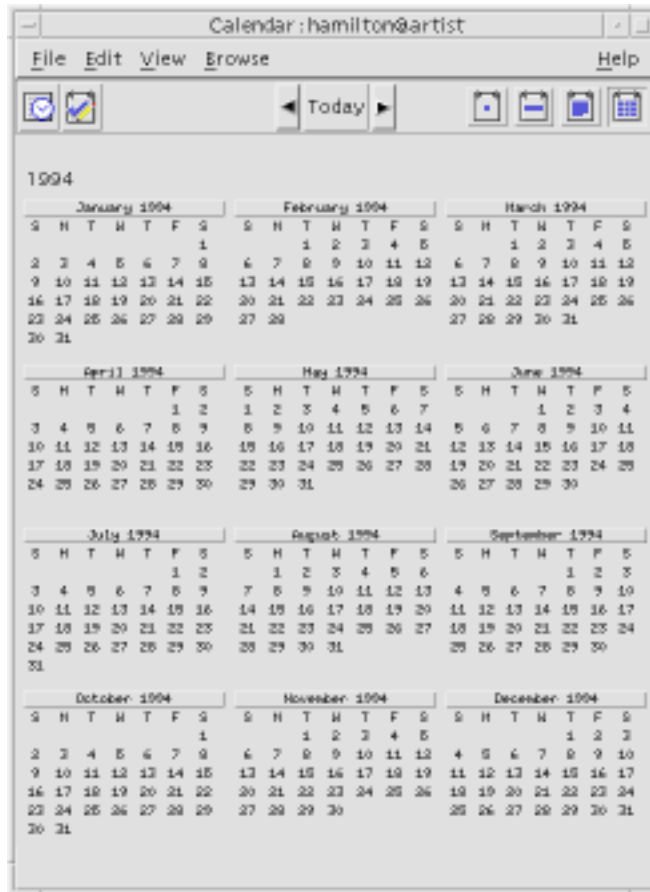 Calendar : hamilton@artist
File Edit View Browse Help
Today
1994
January 1994 February 1994 March 1994
S M T W T F S S M T W T F S S M T W T F S
1 1 2 3 4 5 1 2 3 4 5
2 3 4 5 6 7 8 6 7 8 9 10 11 12 6 7 8 9 10 11 12
9 10 11 12 13 14 15 13 14 15 16 17 18 19 13 14 15 16 17 18 19
16 17 18 19 20 21 22 20 21 22 23 24 25 26 20 21 22 23 24 25 26
23 24 25 26 27 28 29 27 28 27 28 29 30 31
30 31
April 1994 May 1994 June 1994
S M T W T F S S M T W T F S S M T W T F S
1 2 1 2 3 4 5 6 7 1 2 3 4
3 4 5 6 7 8 9 8 9 10 11 12 13 14 5 6 7 8 9 10 11
10 11 12 13 14 15 16 15 16 17 18 19 20 21 12 13 14 15 16 17 18
17 18 19 20 21 22 23 22 23 24 25 26 27 28 19 20 21 22 23 24 25
24 25 26 27 28 29 30 29 30 31 26 27 28 29 30
July 1994 August 1994 September 1994
S M T W T F S S M T W T F S S M T W T F S
1 2 1 2 3 4 5 6 1 2 3
3 4 5 6 7 8 9 7 8 9 10 11 12 13 4 5 6 7 8 9 10
10 11 12 13 14 15 16 14 15 16 17 18 19 20 11 12 13 14 15 16 17
17 18 19 20 21 22 23 21 22 23 24 25 26 27 18 19 20 21 22 23 24
24 25 26 27 28 29 30 28 29 30 31 25 26 27 28 29 30
31
October 1994 November 1994 December 1994
S M T W T F S S M T W T F S S M T W T F S
1 1 2 3 4 5 1 2 3
2 3 4 5 6 7 8 6 7 8 9 10 11 12 4 5 6 7 8 9 10
9 10 11 12 13 14 15 13 14 15 16 17 18 19 11 12 13 14 15 16 17
16 17 18 19 20 21 22 20 21 22 23 24 25 26 18 19 20 21 22 23 24
23 24 25 26 27 28 29 27 28 29 30 25 26 27 28 29 30 31
30 31